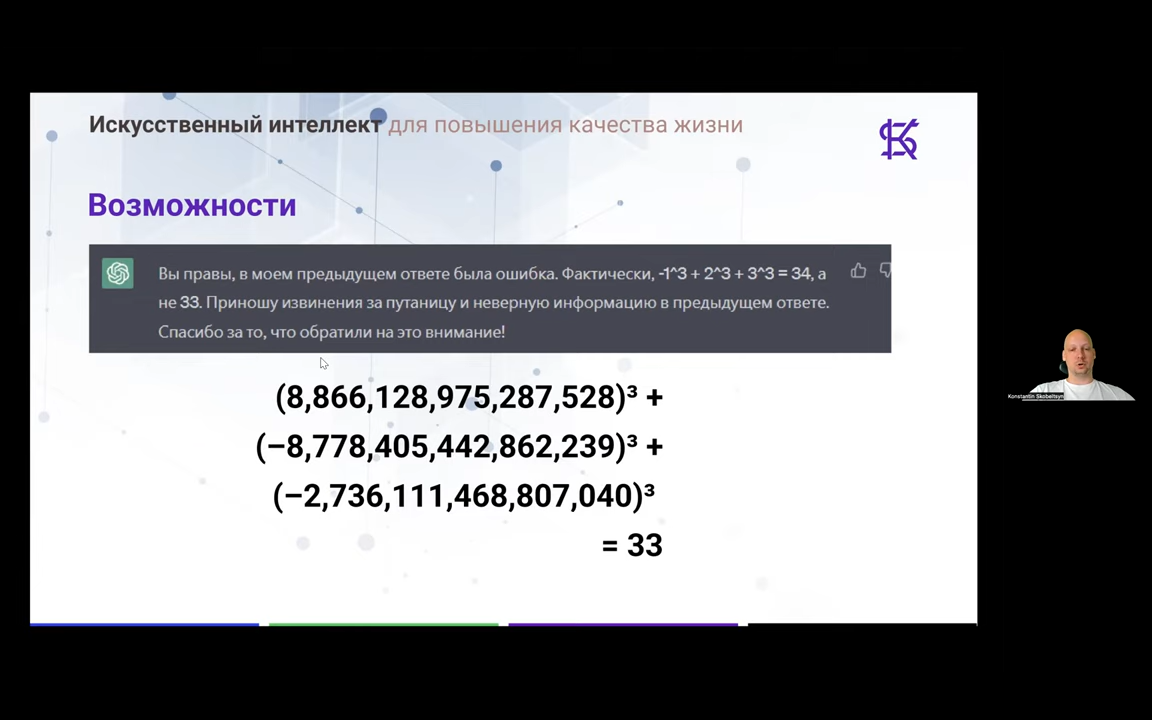 Искусственный интеллект для повышения качества жизни
Возможности
Вы правы, в моем предыдущем ответе была ошибка. Фактически, -1^3 + 2^3 + 3^3 = 34, а
не 33. Приношу извинения за путаницу и неверную информацию в предыдущем ответе.
Спасибо за то, что обратили на это внимание!
(8,866,128,975,287,528)³ +
(–8,778,405,442,862,239)³ +
(–2,736,111,468,807,040)³
= 33
Konstantin Skobeltsyn